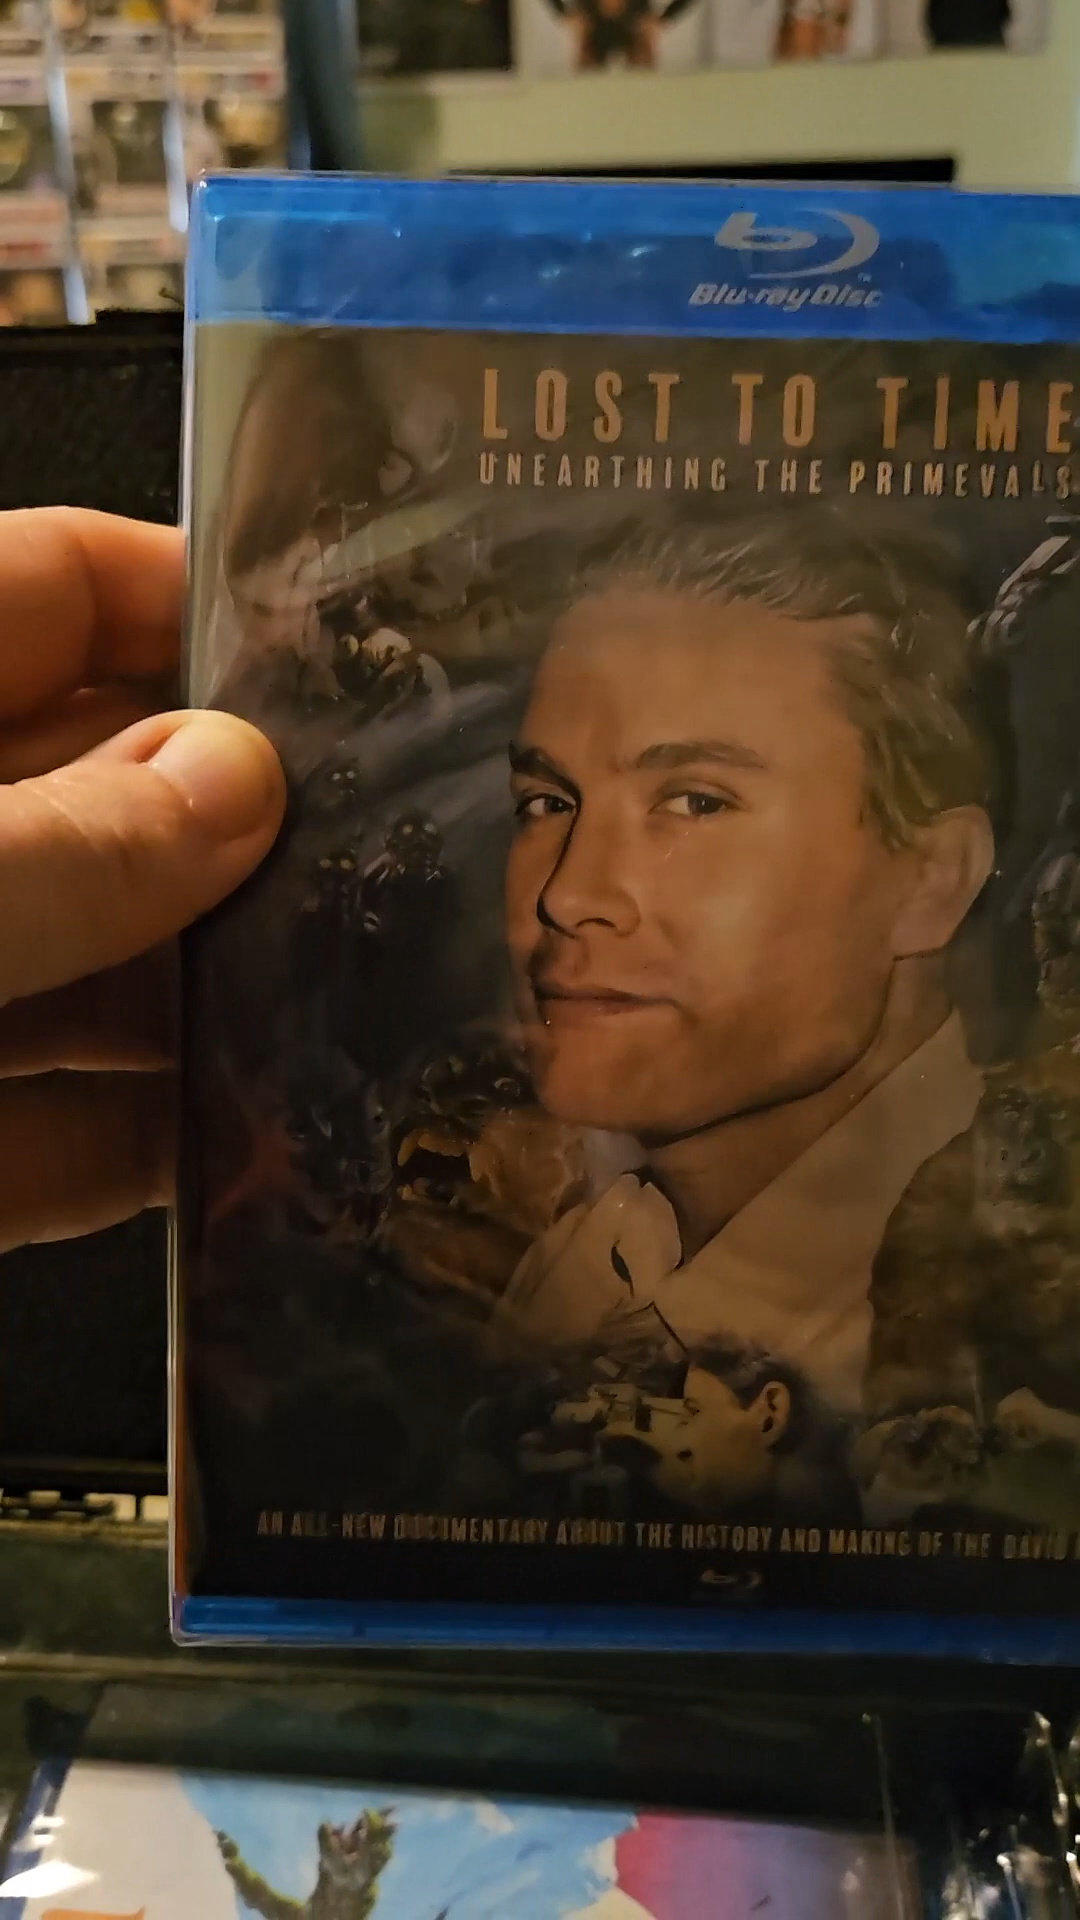 Blu-ray Disc
LOST TO TIME
UNEARTHING THE PRIMEVALS
AN ALL-NEW DOCUMENTARY ABOUT THE HISTORY AND MAKING OF THE DAVID